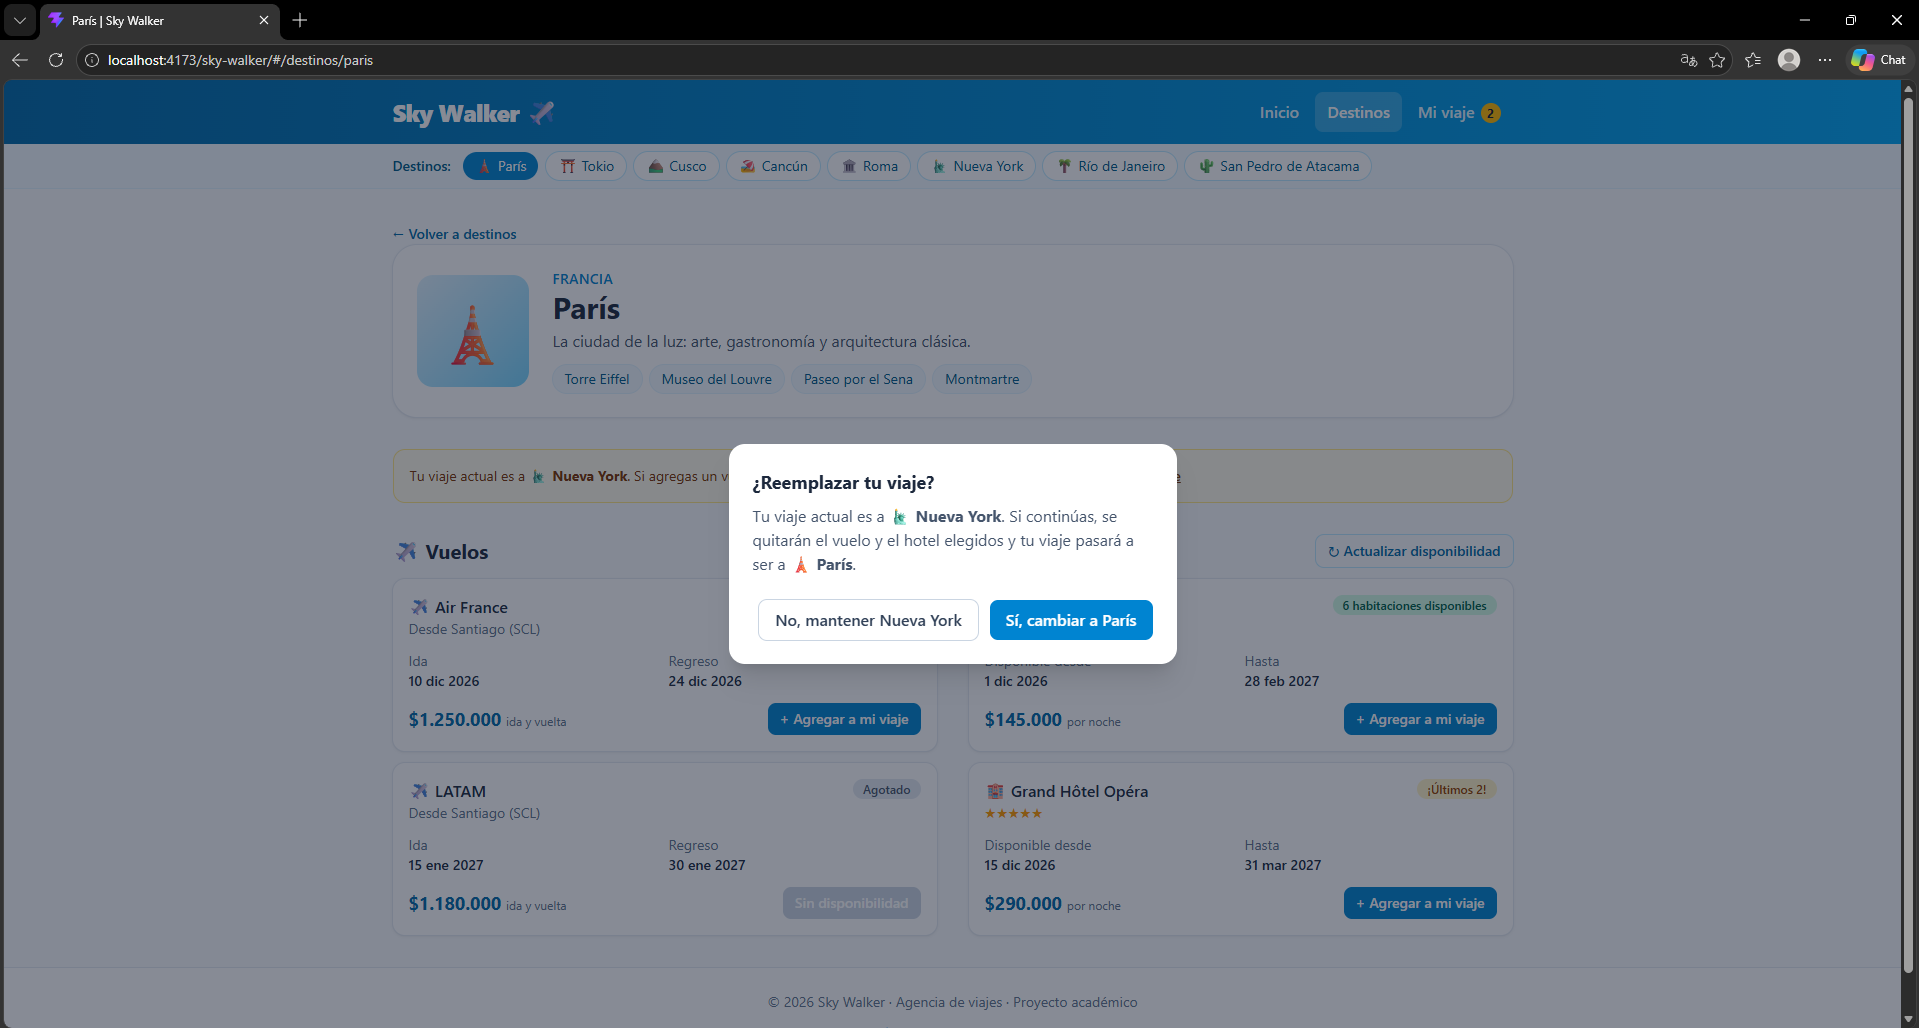 París | Sky Walker
localhost:4173/sky-walker/#/destinos/paris
Chat
Sky Walker
Inicio
Destinos
Mi viaje 2
Destinos:
París
Tokio
Cusco
Cancún
Roma
Nueva York
Río de Janeiro
San Pedro de Atacama
← Volver a destinos
FRANCIA
París
La ciudad de la luz: arte, gastronomía y arquitectura clásica.
Torre Eiffel
Museo del Louvre
Paseo por el Sena
Montmartre
Tu viaje actual es a Nueva York. Si agregas un
¿Reemplazar tu viaje?
Tu viaje actual es a Nueva York. Si continúas, se
quitarán el vuelo y el hotel elegidos y tu viaje pasará a
ser a París.
No, mantener Nueva York
Sí, cambiar a París
Vuelos
↻ Actualizar disponibilidad
Air France
Desde Santiago (SCL)
Ida
10 dic 2026
Regreso
24 dic 2026
$1.250.000 ida y vuelta
+ Agregar a mi viaje
6 habitaciones disponibles
Disponible desde
1 dic 2026
Hasta
28 feb 2027
$145.000 por noche
+ Agregar a mi viaje
LATAM
Agotado
Desde Santiago (SCL)
Ida
15 ene 2027
Regreso
30 ene 2027
$1.180.000 ida y vuelta
Sin disponibilidad
Grand Hôtel Opéra
¡Últimos 2!
★★★★★
Disponible desde
15 dic 2026
Hasta
31 mar 2027
$290.000 por noche
+ Agregar a mi viaje
© 2026 Sky Walker · Agencia de viajes · Proyecto académico